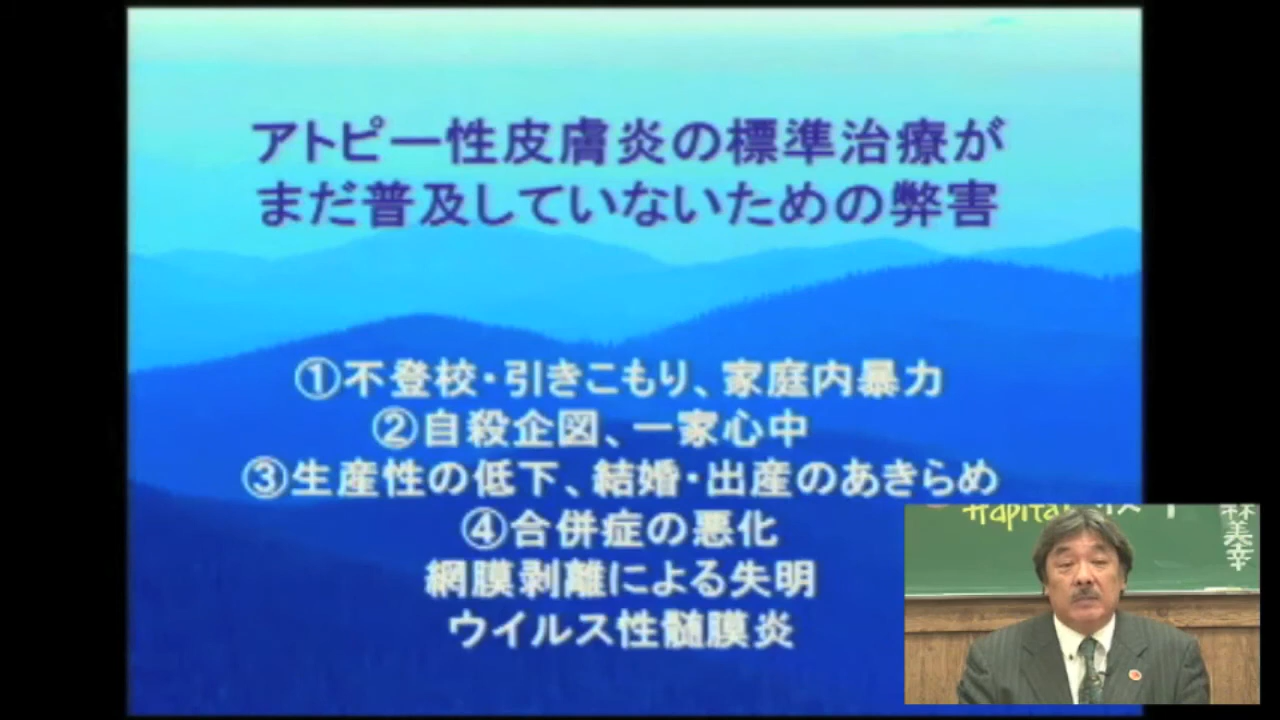 アトピー性皮膚炎の標準治療が
まだ普及していないための弊害
①不登校・引きこもり、家庭内暴力
②自殺企図、一家心中
③生産性の低下、結婚・出産のあきらめ
④合併症の悪化
網膜剥離による失明
ウイルス性髄膜炎
美幸